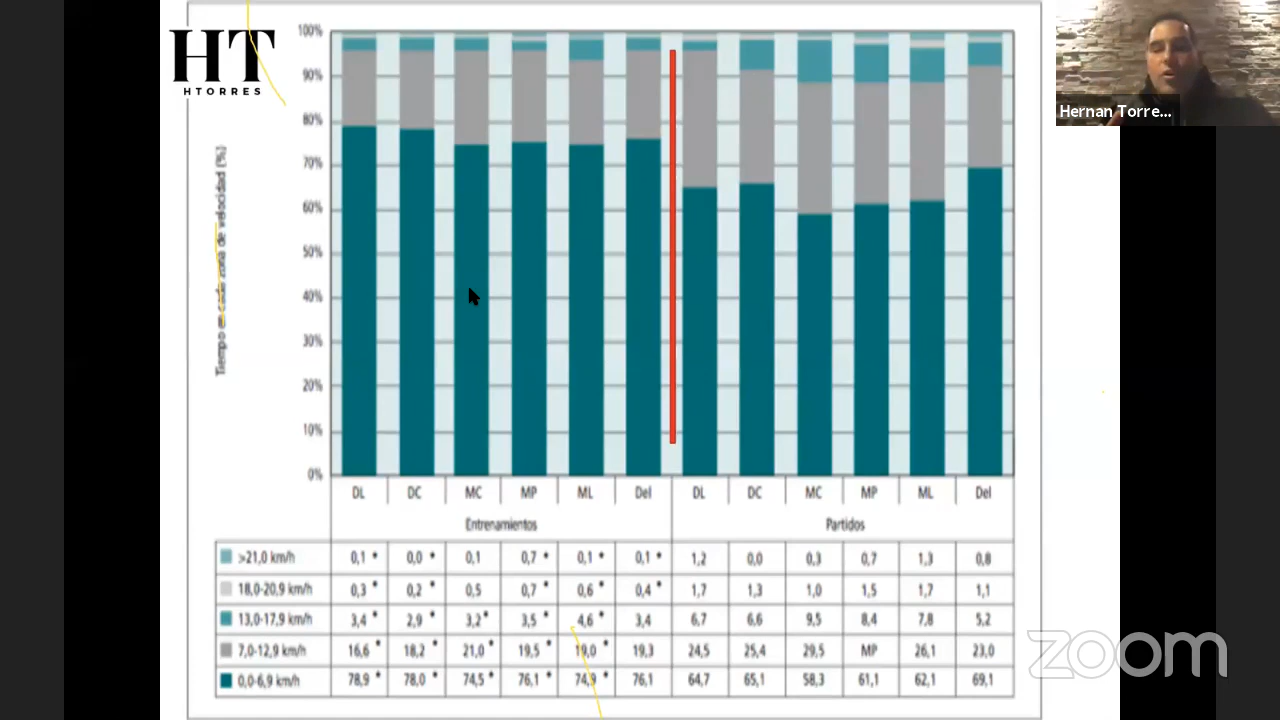 HT
HTORRES
Hernan Torre...
Tiempo en cada zona de velocidad (%)
100%
90%
80%
70%
60%
50%
40%
30%
20%
10%
0%
DL DC MC MP ML Del DL DC MC MP ML Del
Entrenamientos Partidos
>21,0 km/h 0,1 * 0,0 * 0,1 0,7 * 0,1 * 0,1 * 1,2 0,0 0,3 0,7 1,3 0,8
18,0-20,9 km/h 0,3 * 0,2 * 0,5 0,7 * 0,6 * 0,4 * 1,7 1,3 1,0 1,5 1,7 1,1
13,0-17,9 km/h 3,4 * 2,9 * 3,2 * 3,5 * 4,6 * 3,4 6,7 6,6 9,5 8,4 7,8 5,2
7,0-12,9 km/h 16,6 * 18,2 * 21,0 * 19,5 * 19,0 * 19,3 24,5 25,4 29,5 MP 26,1 23,0
0,0-6,9 km/h 78,9 * 78,0 * 74,5 * 76,1 * 74,9 * 76,1 64,7 65,1 58,3 61,1 62,1 69,1
zoom